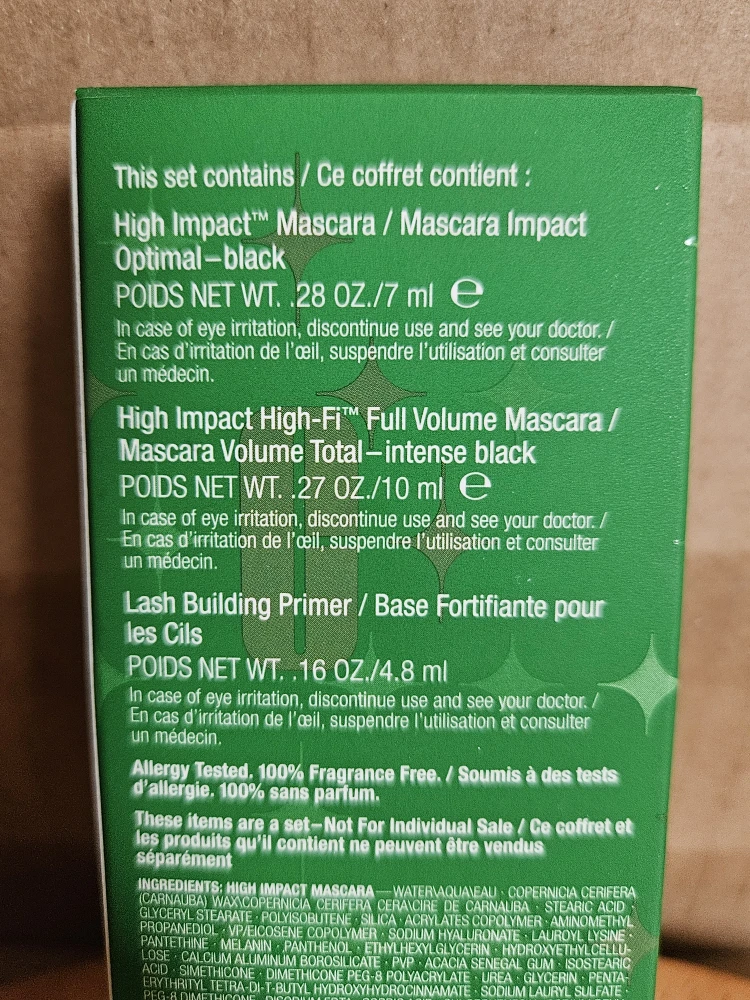 This set contains / Ce coffret contient :
High Impact™ Mascara / Mascara Impact
Optimal–black
POIDS NET WT. .28 OZ./7 ml ℮
In case of eye irritation, discontinue use and see your doctor. /
En cas d'irritation de l'œil, suspendre l'utilisation et consulter
un médecin.
High Impact High-Fi™ Full Volume Mascara /
Mascara Volume Total–intense black
POIDS NET WT. .27 OZ./10 ml ℮
In case of eye irritation, discontinue use and see your doctor. /
En cas d'irritation de l'œil, suspendre l'utilisation et consulter
un médecin.
Lash Building Primer / Base Fortifiante pour
les Cils
POIDS NET WT. .16 OZ./4.8 ml
In case of eye irritation, discontinue use and see your doctor. /
En cas d'irritation de l'œil, suspendre l'utilisation et consulter
un médecin.
Allergy Tested. 100% Fragrance Free. / Soumis à des tests
d'allergie. 100% sans parfum.
These items are a set–Not For Individual Sale / Ce coffret et
les produits qu'il contient ne peuvent être vendus
séparément
INGREDIENTS: HIGH IMPACT MASCARA—WATER\AQUA\EAU · COPERNICIA CERIFERA
(CARNAUBA) WAX\COPERNICIA CERIFERA CERA\CIRE DE CARNAUBA · STEARIC ACID ·
GLYCERYL STEARATE · POLYISOBUTENE · SILICA · ACRYLATES COPOLYMER · AMINOMETHYL
PROPANEDIOL · VP/EICOSENE COPOLYMER · SODIUM HYALURONATE · LAUROYL LYSINE ·
PANTETHINE · MELANIN · PANTHENOL · ETHYLHEXYLGLYCERIN · HYDROXYETHYLCELLU-
LOSE · CALCIUM ALUMINUM BOROSILICATE · PVP · ACACIA SENEGAL GUM · ISOSTEARIC
ACID · SIMETHICONE · DIMETHICONE PEG-8 POLYACRYLATE · UREA · GLYCERIN · PENTA-
ERYTHRITYL TETRA-DI-T-BUTYL HYDROXYHYDROCINNAMATE · SODIUM LAURYL SULFATE ·
PEG-8 DIMETHICONE